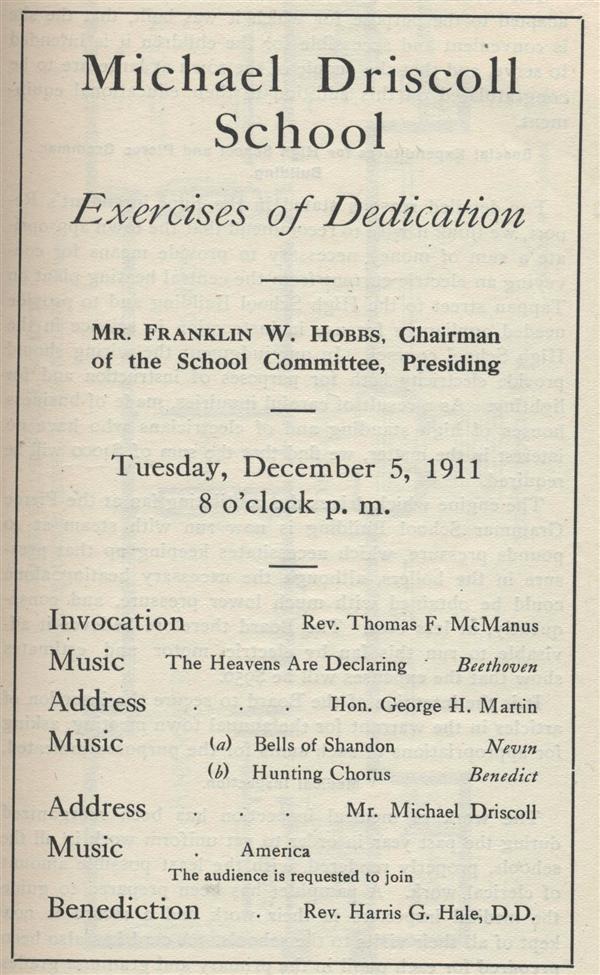 Michael Driscoll
School
Exercises of Dedication
MR. FRANKLIN W. HOBBS, Chairman
of the School Committee, Presiding
Tuesday, December 5, 1911
8 o'clock p. m.
Invocation Rev. Thomas F. McManus
Music The Heavens Are Declaring · Beethoven
Address . . . Hon. George H. Martin
Music (a) Bells of Shandon Nevin
(b) Hunting Chorus Benedict
Address . Mr. Michael Driscoll
Music . America
The audience is requested to join
Benediction . Rev. Harris G. Hale, D.D.